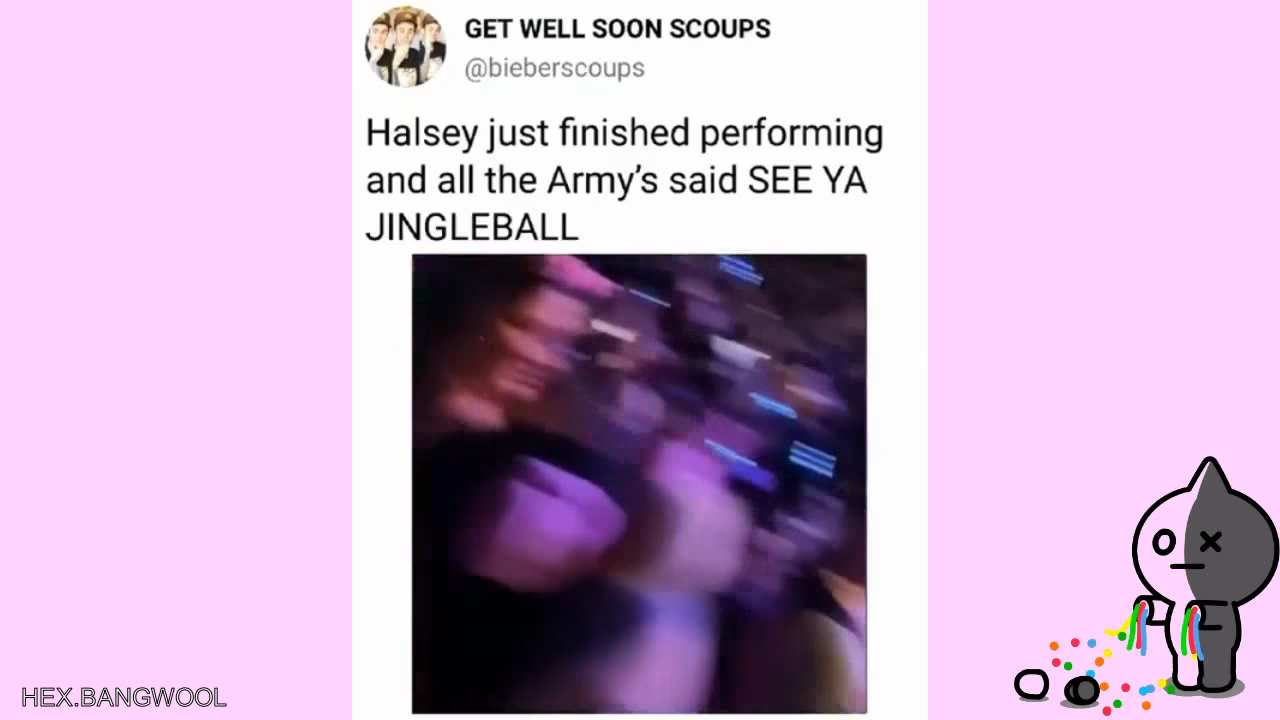 GET WELL SOON SCOUPS
@bieberscoups
Halsey just finished performing
and all the Army's said SEE YA
JINGLEBALL
HEX.BANGWOOL